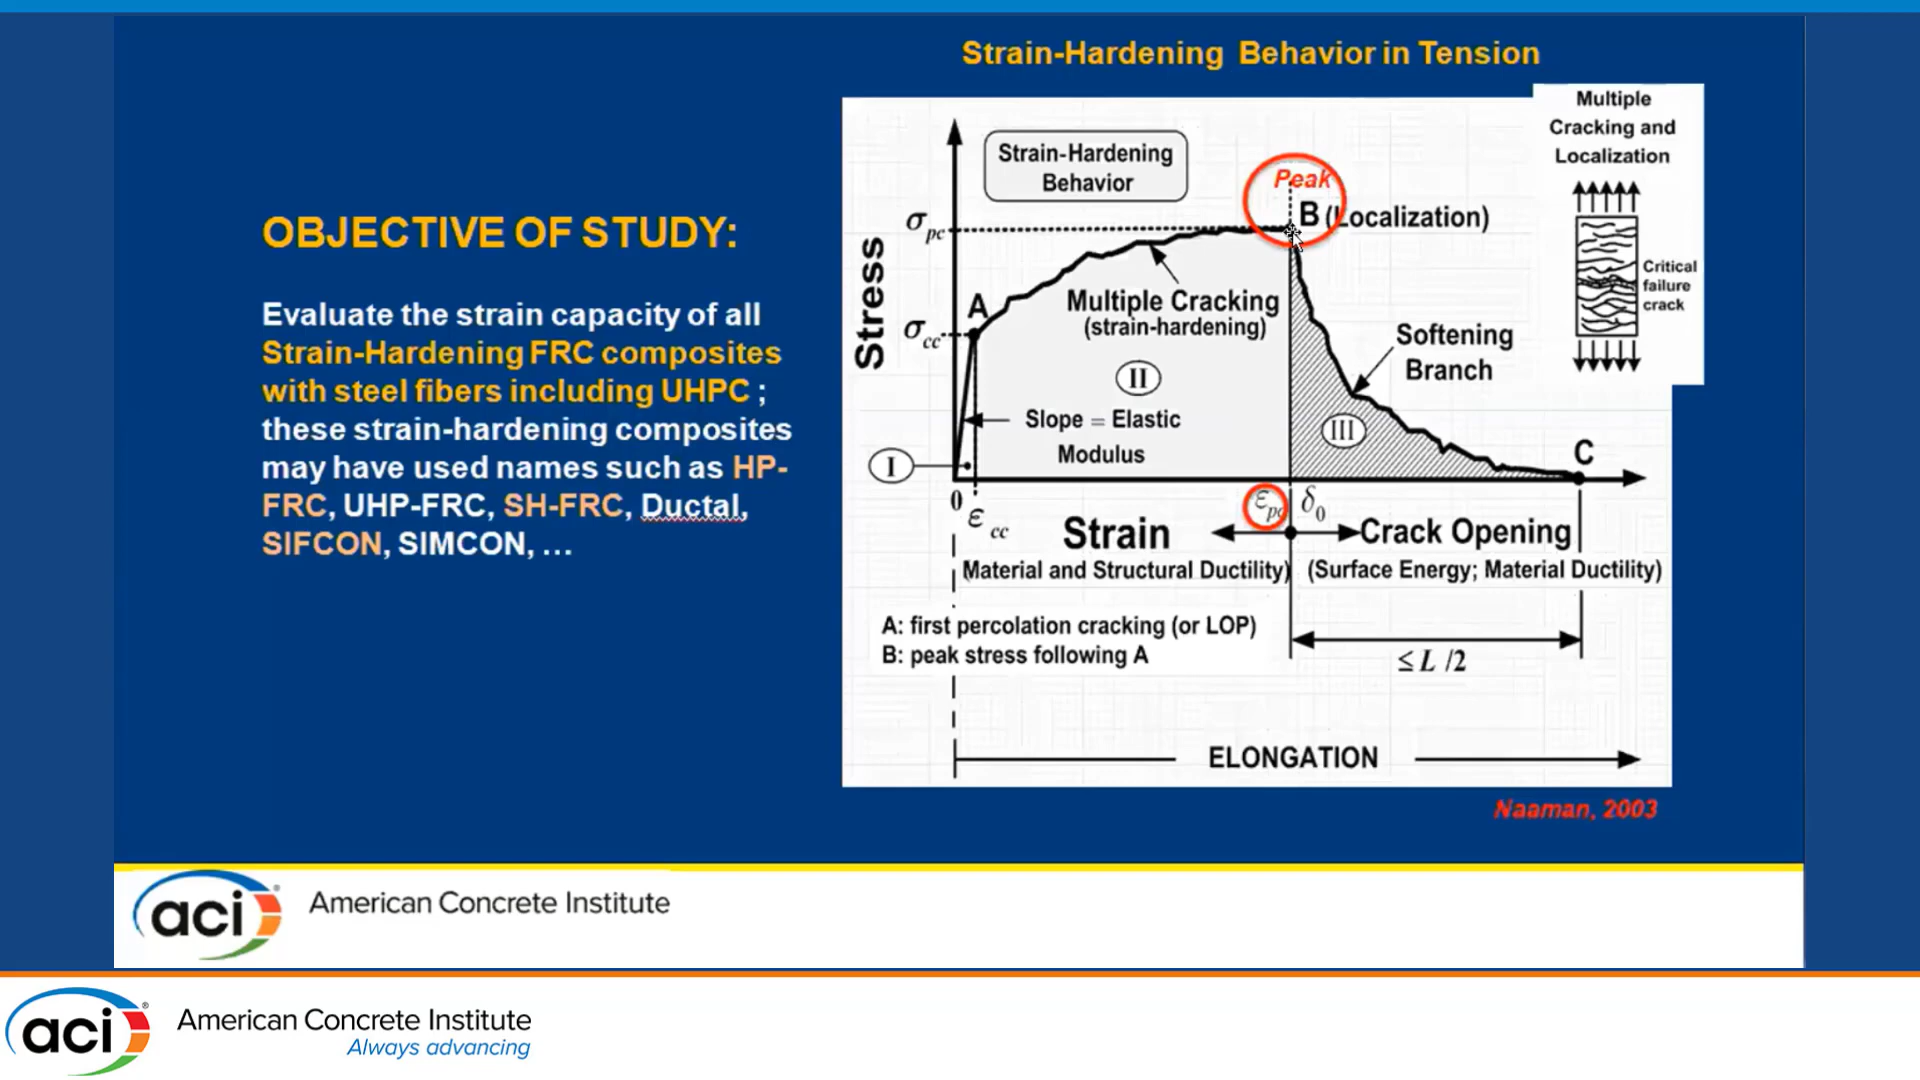 Strain-Hardening Behavior in Tension
OBJECTIVE OF STUDY:
Evaluate the strain capacity of all
Strain-Hardening FRC composites
with steel fibers including UHPC ;
these strain-hardening composites
may have used names such as HP-
FRC, UHP-FRC, SH-FRC, Ductal,
SIFCON, SIMCON, …
Multiple
Cracking and
Localization
Critical
failure
crack
Strain-Hardening
Behavior
Peak
B (Localization)
σpc
Stress
A
σcc
Multiple Cracking
(strain-hardening)
II
Softening
Branch
Slope = Elastic
Modulus
III
I
C
0
εcc
εpc
δ0
Strain
Crack Opening
(Material and Structural Ductility)
(Surface Energy; Material Ductility)
A: first percolation cracking (or LOP)
B: peak stress following A
≤ L /2
ELONGATION
Naaman, 2003
aci®
American Concrete Institute
aci®
American Concrete Institute
Always advancing